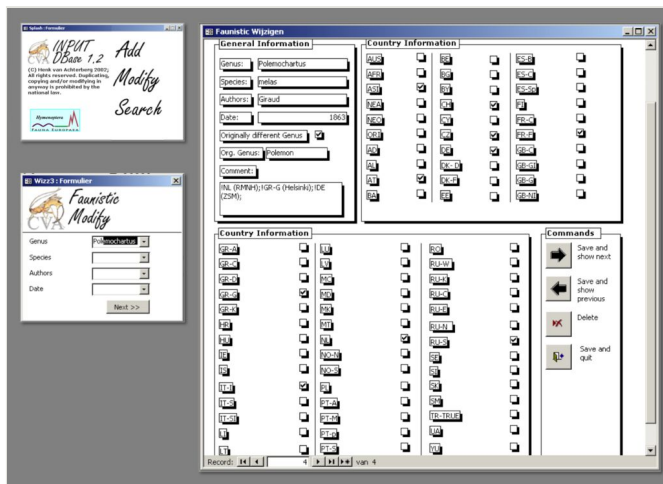 Splash : Formulier
INPUT
DBase 1,2
(C) Henk van Achterberg 2002;
All rights reserved. Duplicating,
copying and/or modifying in
anyway is prohibited by the
national law.
Hymenoptera
FAUNA EUROPAEA
Add
Modify
Search
Wizz3 : Formulier
CVA
Faunistic
Modify
Genus
Polemochartus
Species
Authors
Date
Next >>
Faunistic Wijzigen
General Information
Genus:
Polemochartus
Species:
melas
Authors:
Giraud
Date:
1863
Originally different Genus
Org. Genus:
Polemon
Comment:
!NL (RMNH);!GR-G (Helsinki);!DE
(ZSM);
Country Information
AUS
AFR
ASI
NEA
NEO
ORI
AD
AL
AT
BA
BE
BG
BY
CH
CY
CZ
DE
DK-D
DK-F
EE
ES-B
ES-C
ES-Sp
FI
FR-C
FR-F
GB-C
GB-GI
GB-G
GB-NI
Country Information
GR-A
GR-C
GR-D
GR-G
GR-K
HR
HU
IE
IS
IT-I
IT-S
IT-SI
LI
LT
LU
LV
MC
MD
MK
MT
NL
NO-N
NO-S
PL
PT-A
PT-M
PT-p
PT-S
RO
RU-W
RU-K
RU-C
RU-E
RU-N
RU-S
SE
SI
SK
SM
TR-TRUE
UA
YU
Commands
Save and
show next
Save and
show
previous
Delete
Save and
quit
Record:
4
van 4